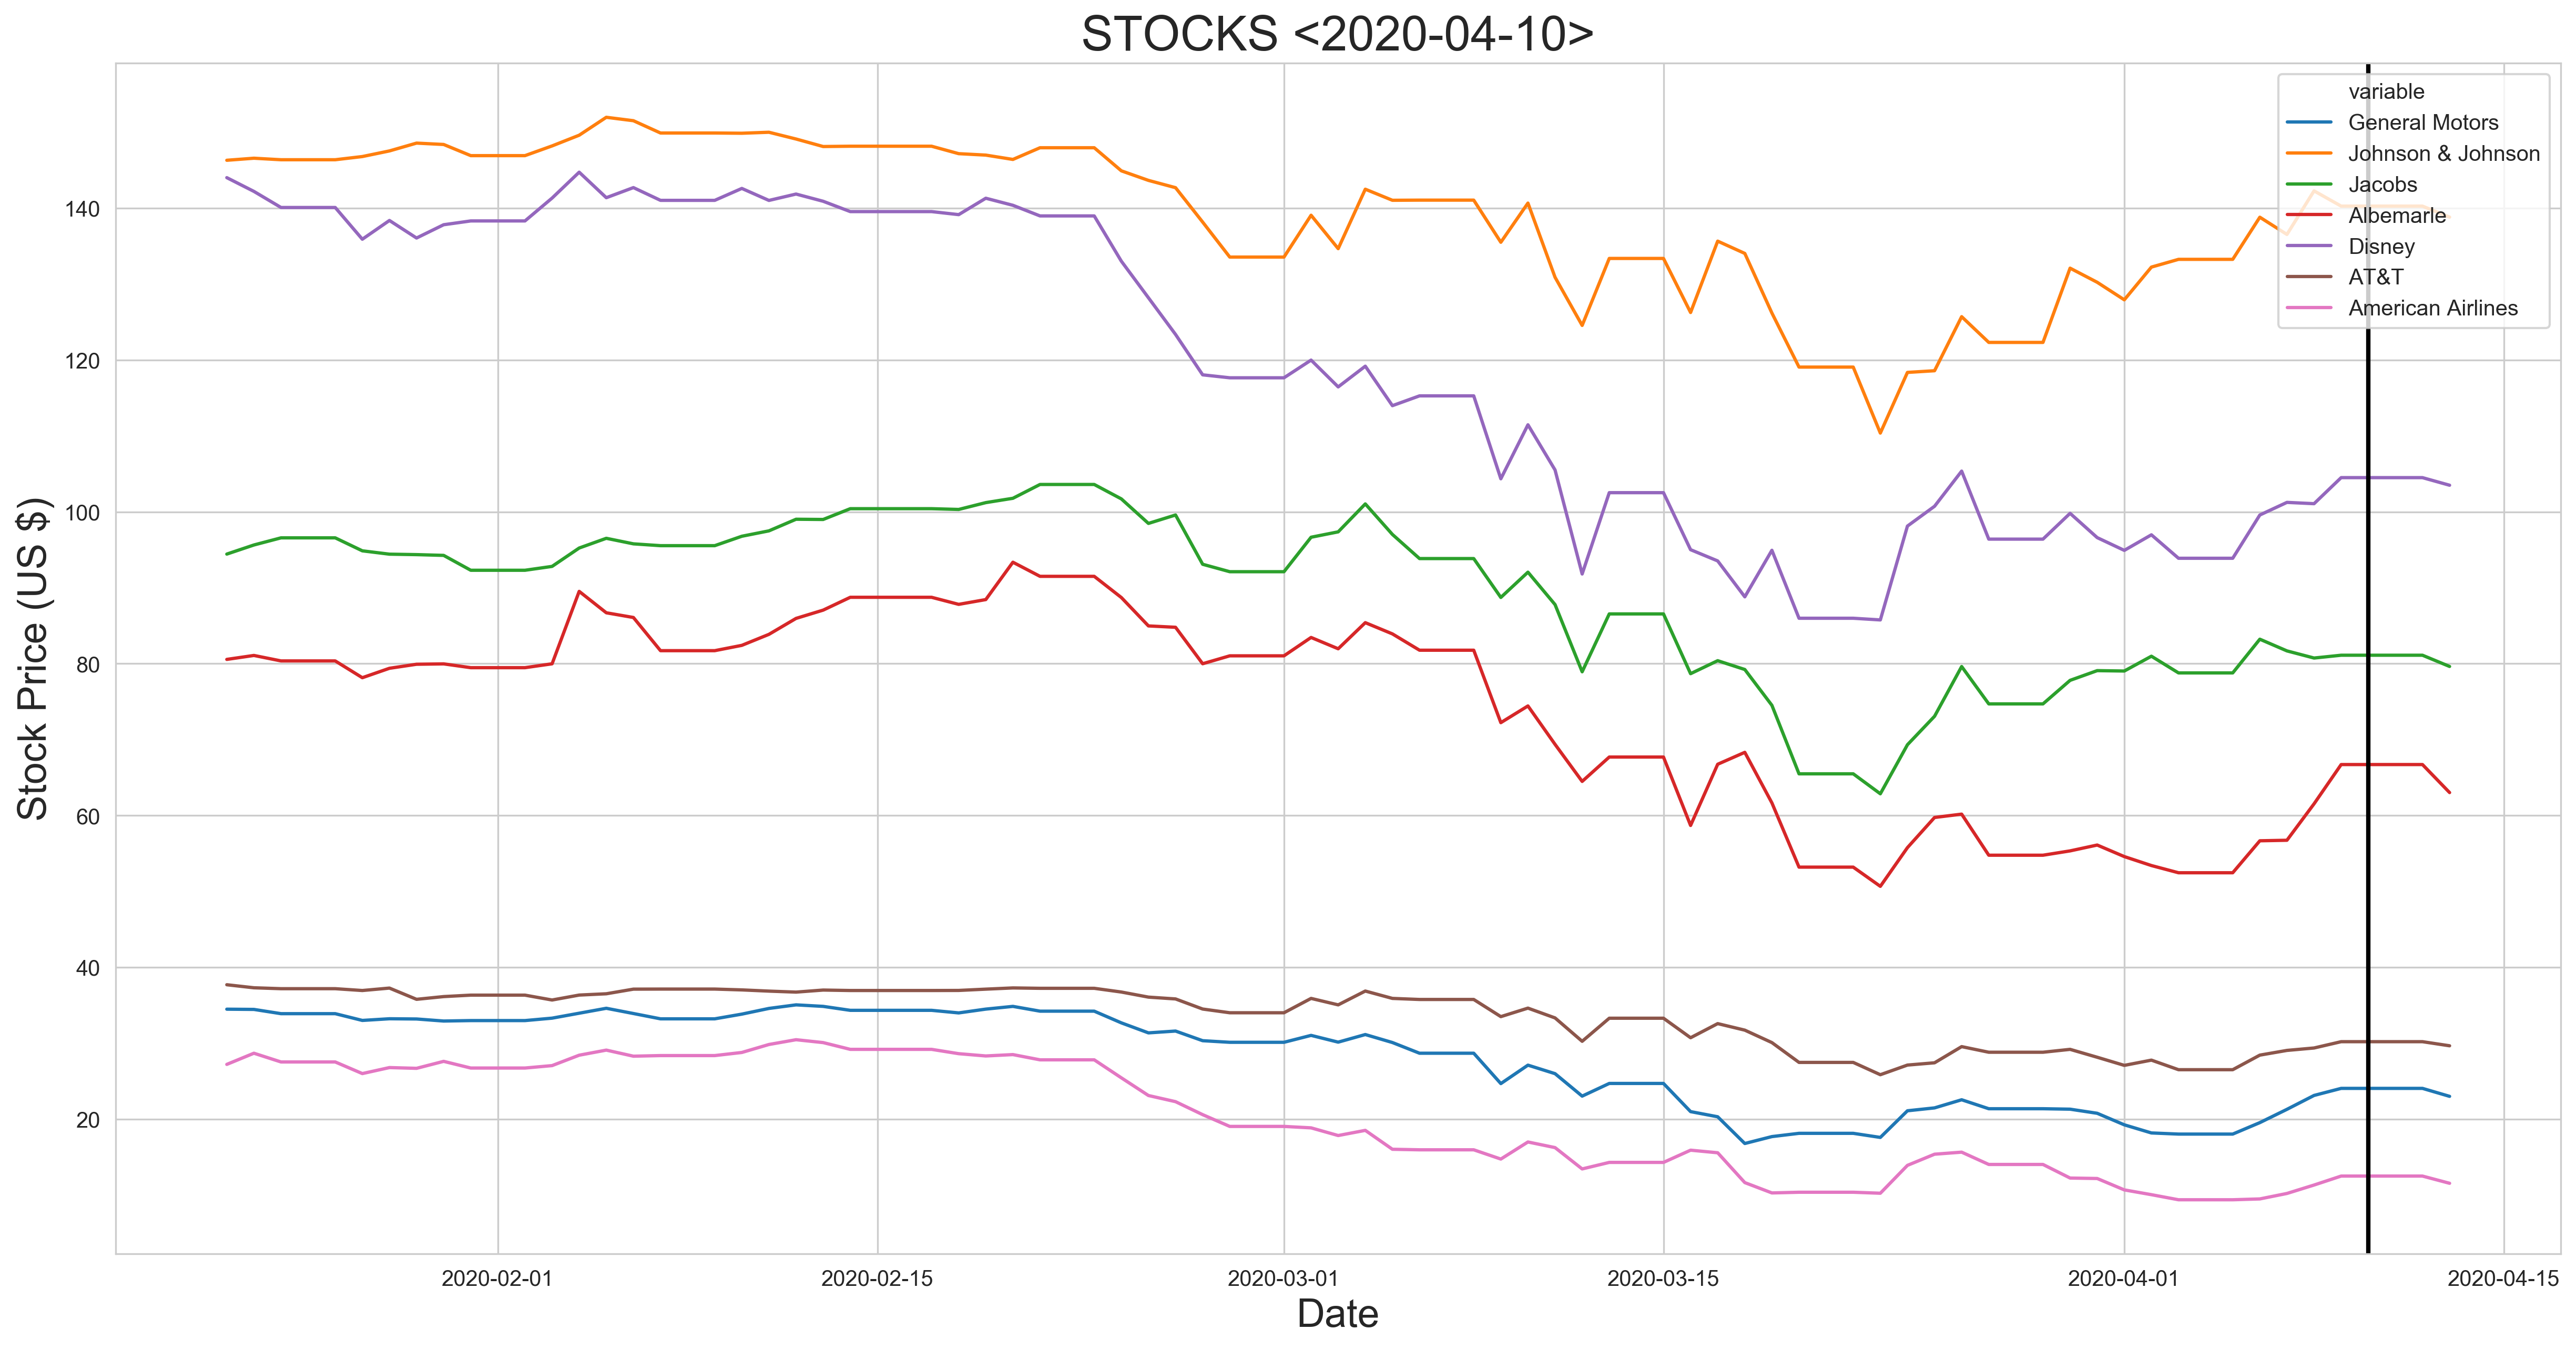 STOCKS <2020-04-10>
variable
General Motors
Johnson & Johnson
Jacobs
Albemarle
Disney
AT&T
American Airlines
Stock Price (US $)
140
120
100
80
60
40
20
2020-02-01
2020-02-15
2020-03-01
2020-03-15
2020-04-01
2020-04-15
Date